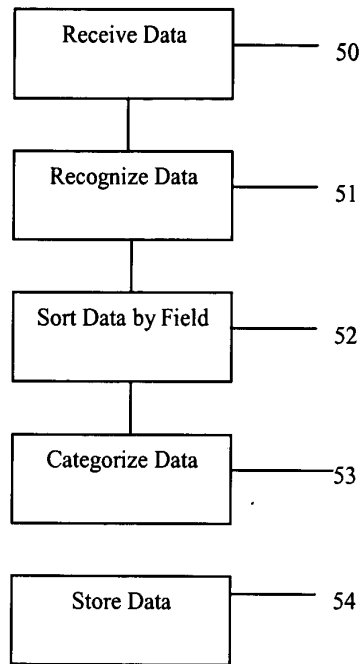 Receive Data
50
Recognize Data
51
Sort Data by Field
52
Categorize Data
53
Store Data
54